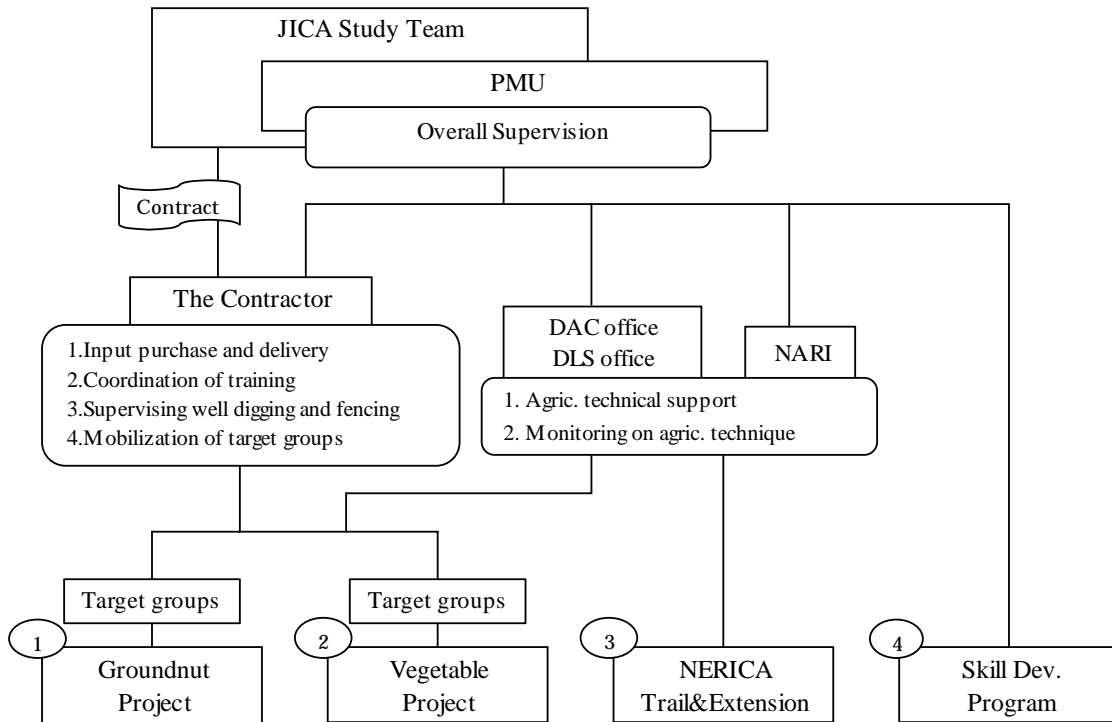 JICA Study Team
PMU
Overall Supervision
Contract
The Contractor
1.Input purchase and delivery
2.Coordination of training
3.Supervising well digging and fencing
4.Mobilization of target groups
DAC office
DLS office
NARI
1. Agric. technical support
2. Monitoring on agric. technique
Target groups
Target groups
1
Groundnut
Project
2
Vegetable
Project
3
NERICA
Trail&Extension
4
Skill Dev.
Program